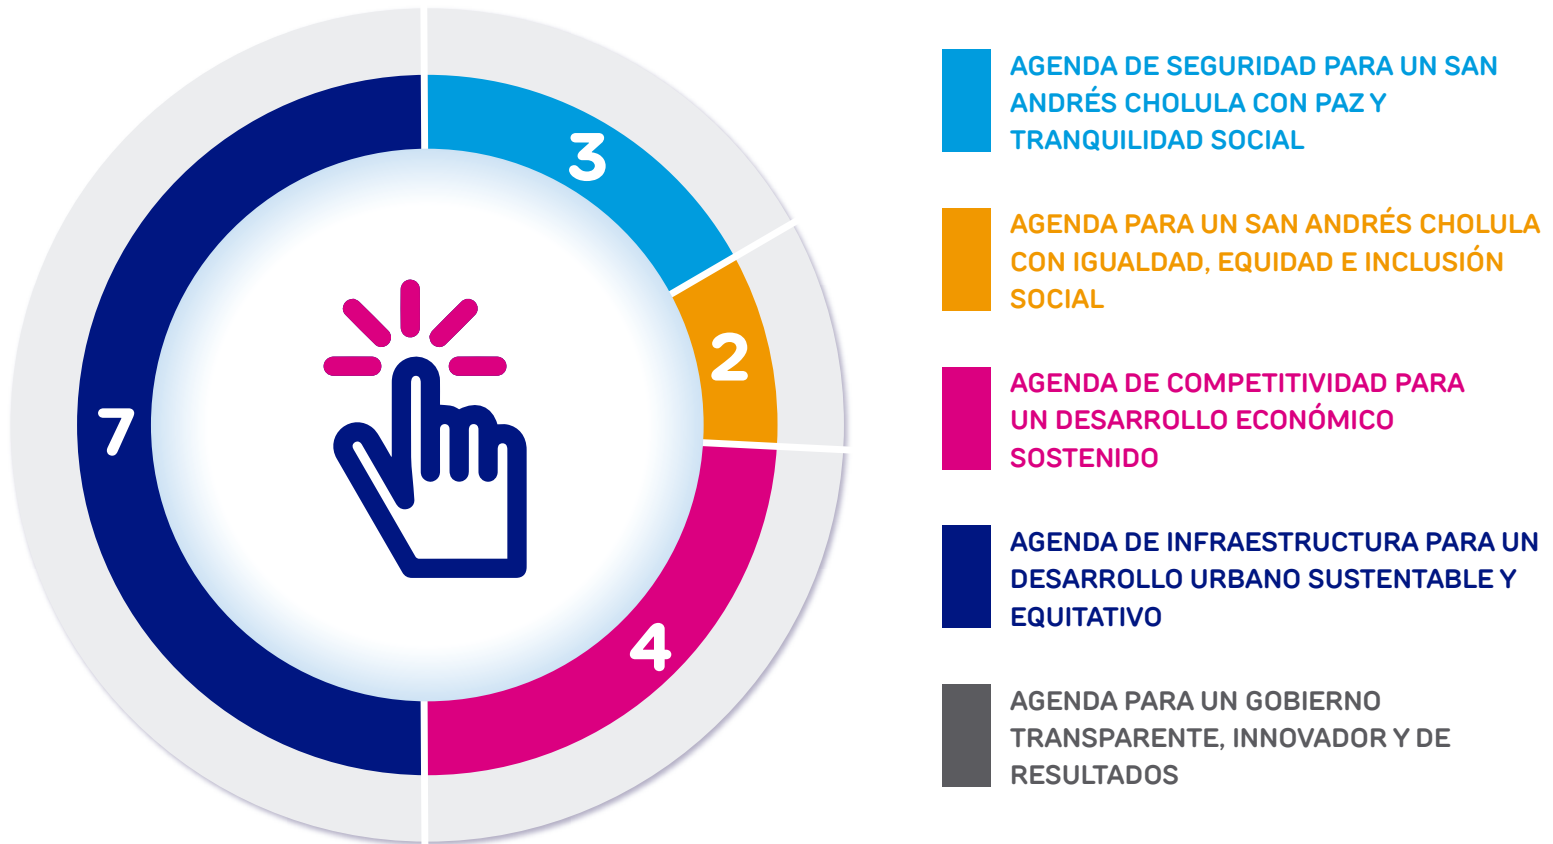 3
2
7
4
AGENDA DE SEGURIDAD PARA UN SAN
ANDRÉS CHOLULA CON PAZ Y
TRANQUILIDAD SOCIAL
AGENDA PARA UN SAN ANDRÉS CHOLULA
CON IGUALDAD, EQUIDAD E INCLUSIÓN
SOCIAL
AGENDA DE COMPETITIVIDAD PARA
UN DESARROLLO ECONÓMICO
SOSTENIDO
AGENDA DE INFRAESTRUCTURA PARA UN
DESARROLLO URBANO SUSTENTABLE Y
EQUITATIVO
AGENDA PARA UN GOBIERNO
TRANSPARENTE, INNOVADOR Y DE
RESULTADOS